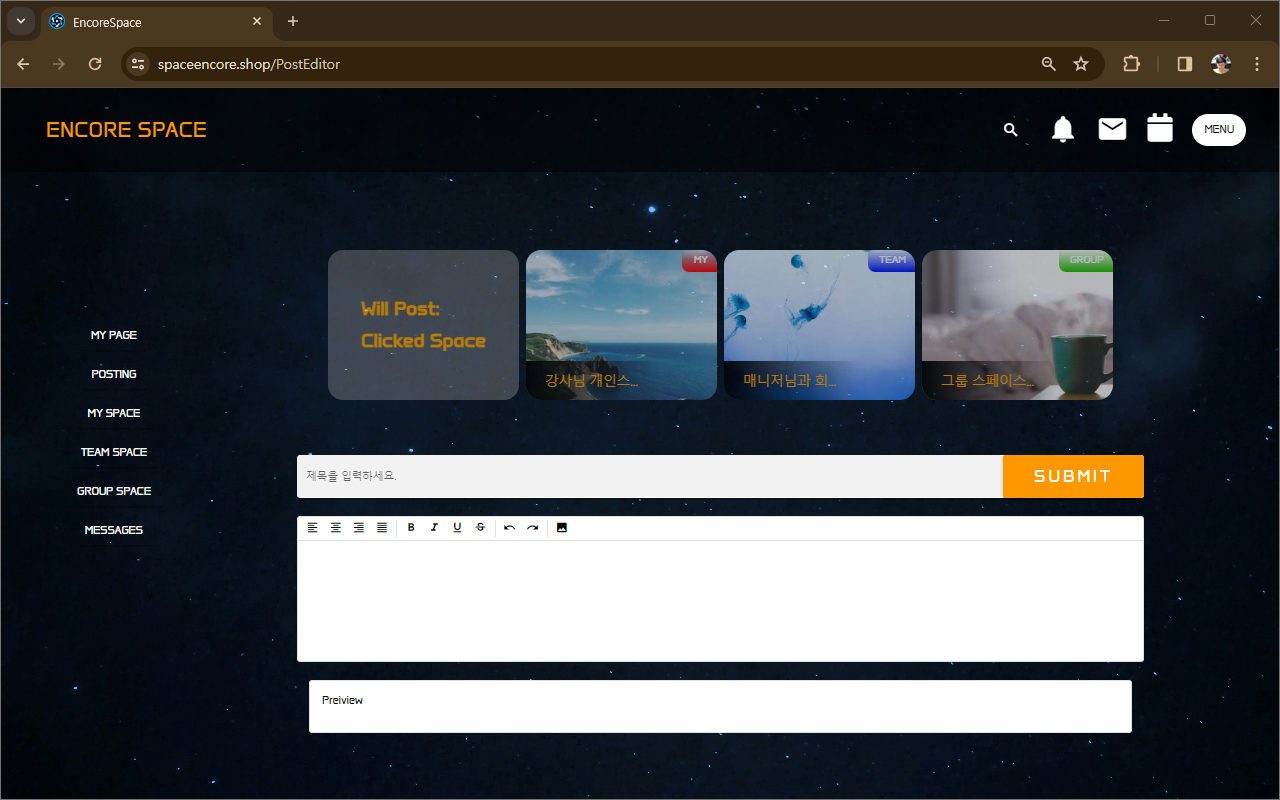 EncoreSpace
spaceencore.shop/PostEditor
ENCORE SPACE
MENU
MY
TEAM
GROUP
Will Post:
Clicked Space
강사님 개인스...
매니저님과 회...
그룹 스페이스...
MY PAGE
POSTING
MY SPACE
TEAM SPACE
GROUP SPACE
MESSAGES
제목을 입력하세요.
SUBMIT
B I U S
Preiview